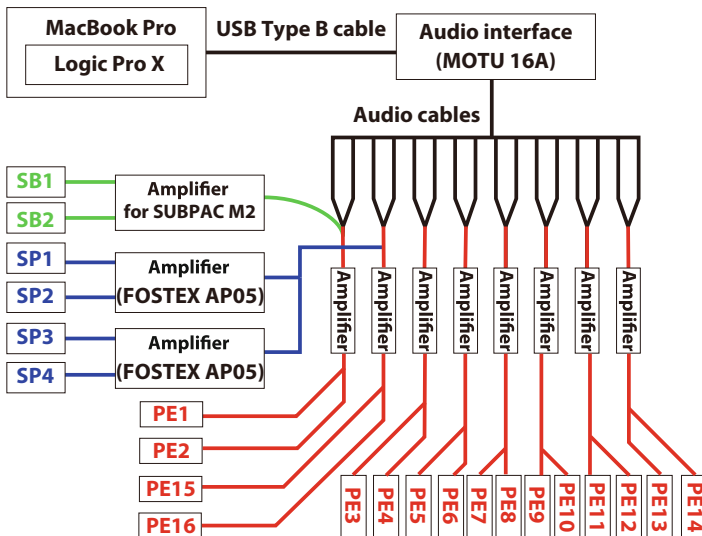 MacBook Pro
Logic Pro X
USB Type B cable
Audio interface
(MOTU 16A)
Audio cables
SB1
SB2
Amplifier
for SUBPAC M2
SP1
SP2
Amplifier
(FOSTEX AP05)
SP3
SP4
Amplifier
(FOSTEX AP05)
Amplifier
Amplifier
Amplifier
Amplifier
Amplifier
Amplifier
Amplifier
Amplifier
PE1
PE2
PE15
PE16
PE3
PE4
PE5
PE6
PE7
PE8
PE9
PE10
PE11
PE12
PE13
PE14